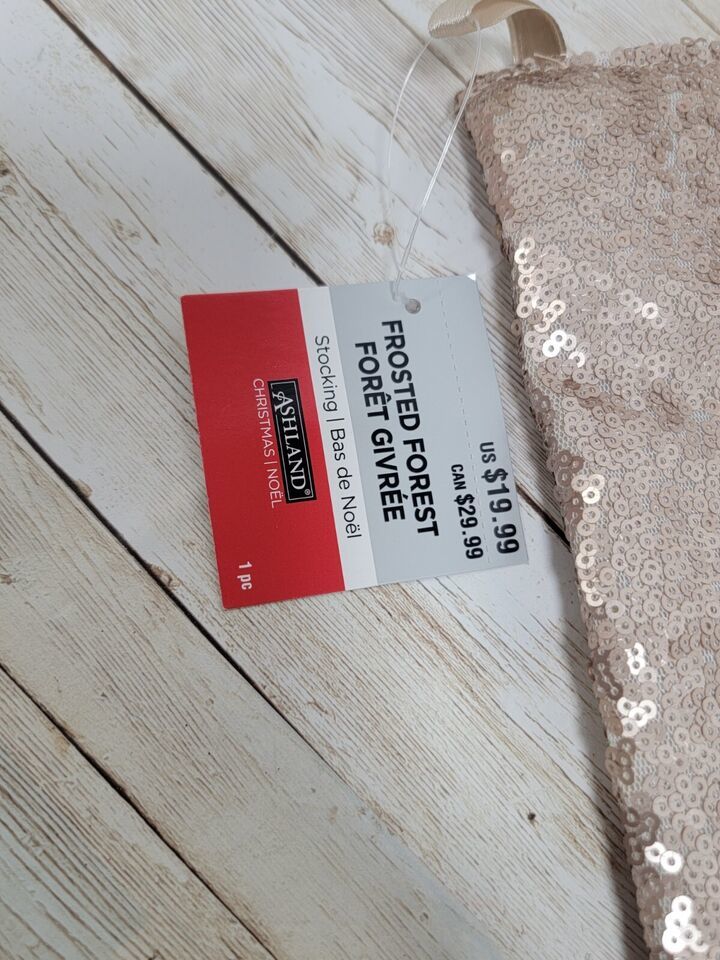 US $19.99
CAN $29.99
FROSTED FOREST
FORÊT GIVRÉE
Stocking | Bas de Noël
ASHLAND®
CHRISTMAS | NOËL
1 pc